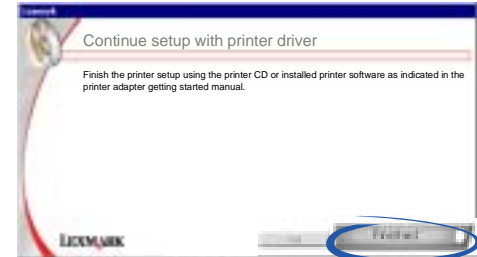 Lexmark
Continue setup with printer driver
Finish the printer setup using the printer CD or installed printer software as indicated in the
printer adapter getting started manual.
LEXMARK